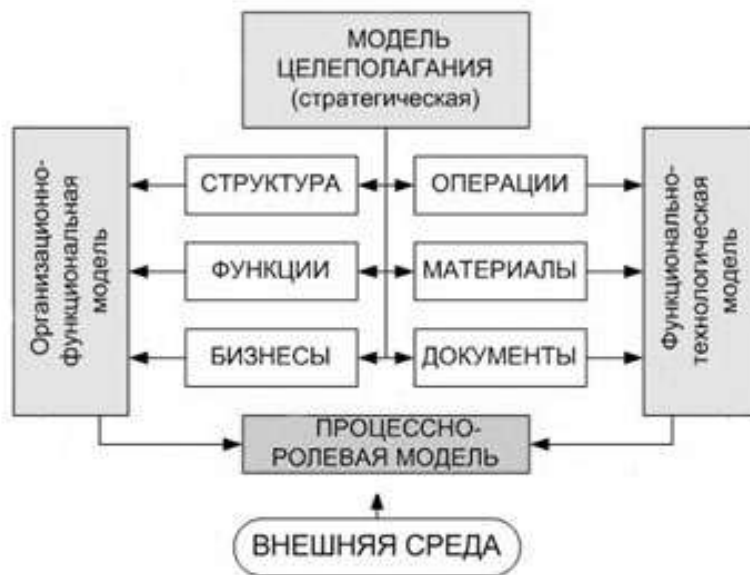 МОДЕЛЬ
ЦЕЛЕПОЛАГАНИЯ
(стратегическая)
Организационно-
функциональная
модель
СТРУКТУРА
ОПЕРАЦИИ
ФУНКЦИИ
МАТЕРИАЛЫ
БИЗНЕСЫ
ДОКУМЕНТЫ
Функционально-
технологическая
модель
ПРОЦЕССНО-
РОЛЕВАЯ МОДЕЛЬ
ВНЕШНЯЯ СРЕДА